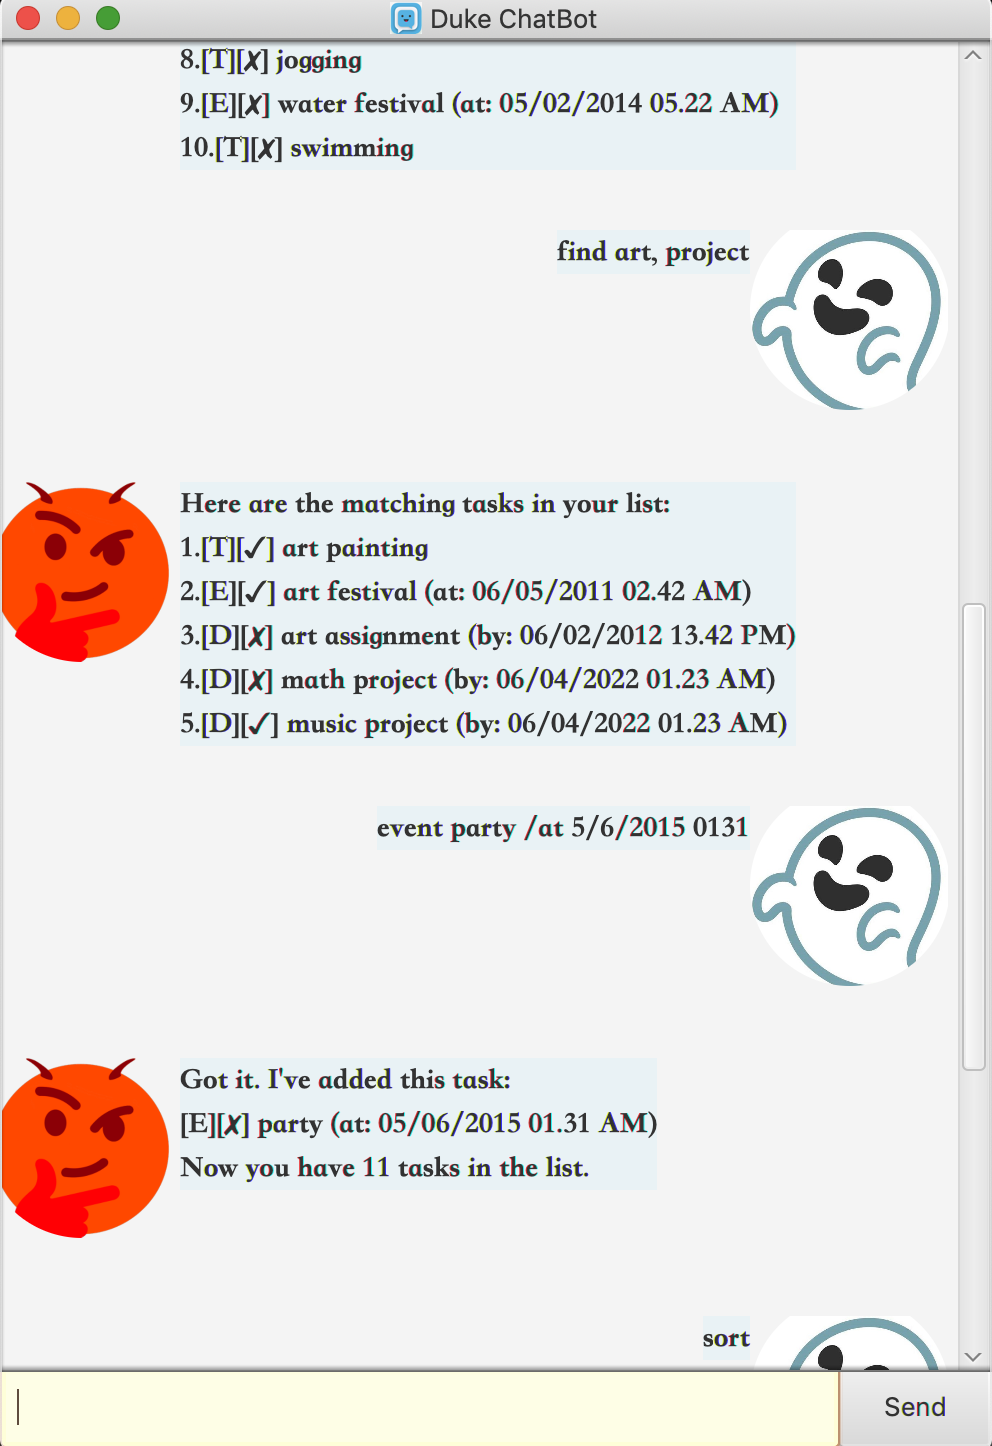 Duke ChatBot
8.[T][✗] jogging
9.[E][✗] water festival (at: 05/02/2014 05.22 AM)
10.[T][✗] swimming
find art, project
Here are the matching tasks in your list:
1.[T][✓] art painting
2.[E][✓] art festival (at: 06/05/2011 02.42 AM)
3.[D][✗] art assignment (by: 06/02/2012 13.42 PM)
4.[D][✗] math project (by: 06/04/2022 01.23 AM)
5.[D][✓] music project (by: 06/04/2022 01.23 AM)
event party /at 5/6/2015 0131
Got it. I've added this task:
[E][✗] party (at: 05/06/2015 01.31 AM)
Now you have 11 tasks in the list.
sort
Send